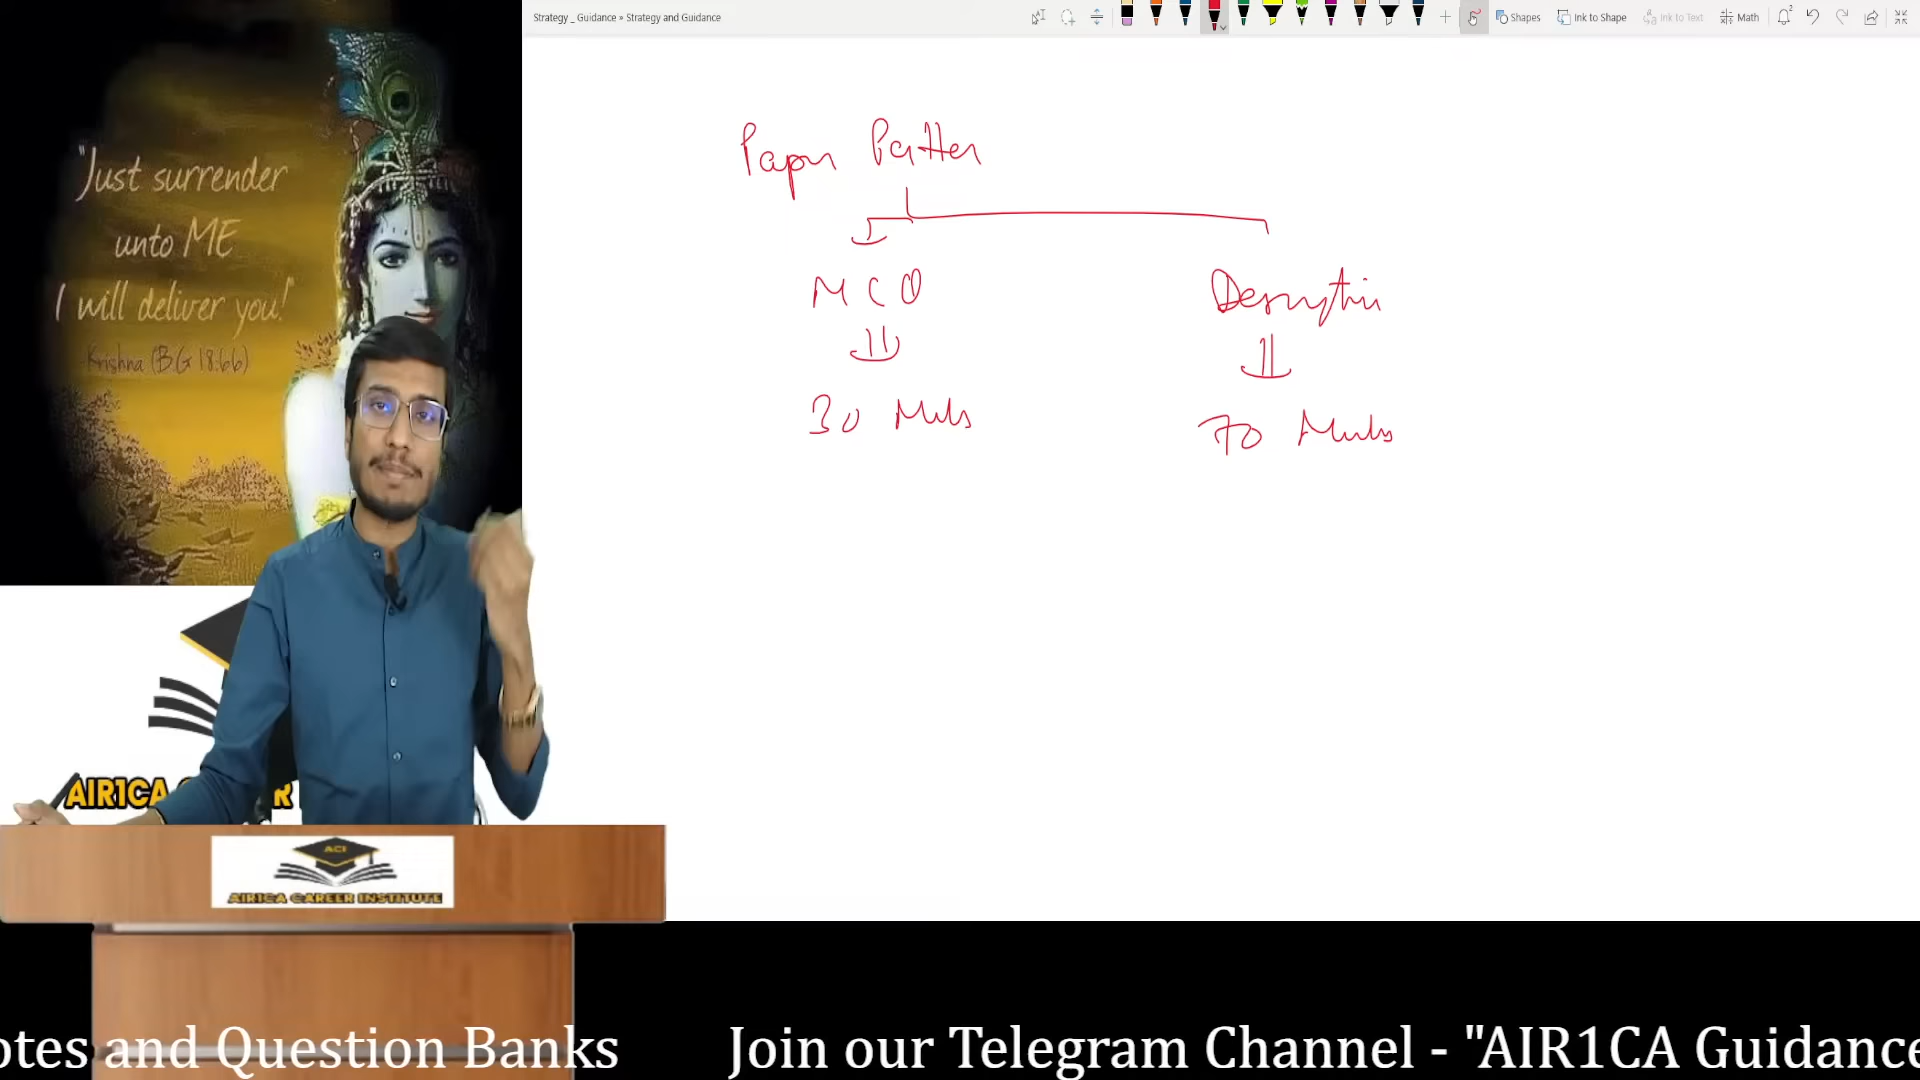 Strategy _ Guidance » Strategy and Guidance
Shapes
Ink to Shape
Ink to Text
Math
"Just surrender
unto ME
I will deliver you!"
Krishna (B.G 18:66)
Paper Patter
MCQ
Descriptive
30 Marks
70 Marks
AIR1CA
R
ACI
AIR1CA CAREER INSTITUTE
otes and Question Banks
Join our Telegram Channel - "AIR1CA Guidance